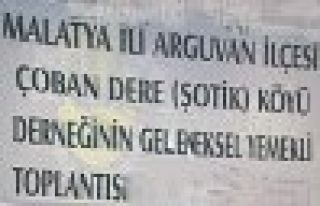 MALATYA İLİ ARGUVAN İLÇESİ
ÇOBAN DERE (ŞOTİK) KÖYÜ
DERNEĞİNİN GELENEKSEL YEMEKLİ
TOPLANTISI